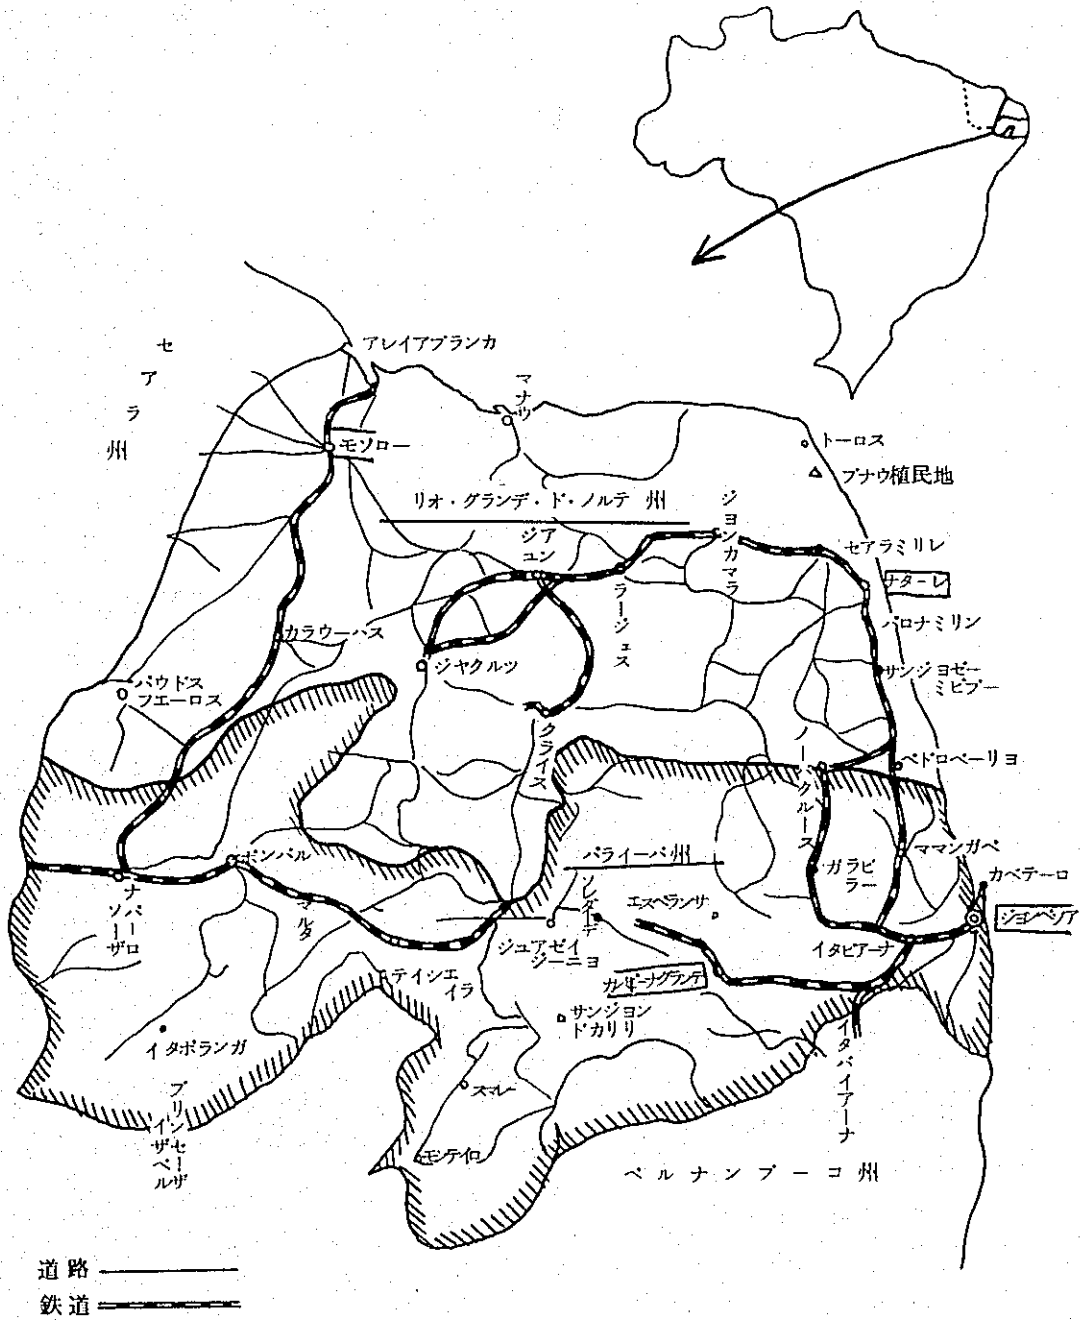 アレイアブランカ
セアラ州
マナウ
モソロー
トーロス
プナウ植民地
リオ・グランデ・ド・ノルテ 州
ジョンカマラ
ジアユン
セアラミリレ
ナターレ
ラージェス
カラウーバス
パロナミリン
ジャクルツ
サンジョゼーミピブー
パウドスフエーロス
クライス
ノーバクルース
ペドロベーリヨ
ポンバル
パライーバ州
ママンガペ
ガラビラー
カベテーロ
ソレダーデ
エスペランサ
ジョンペソア
ナバーロ
ソーザ
マルタ
ジュアゼイジーニョ
イタビアーナ
テイシエイラ
カンピーナグランデ
サンジョンドカリリ
イタポランガ
イタバイアーナ
スマレー
プリンセーザイザベル
モンテイロ
ペルナンブーコ州
道路
鉄道